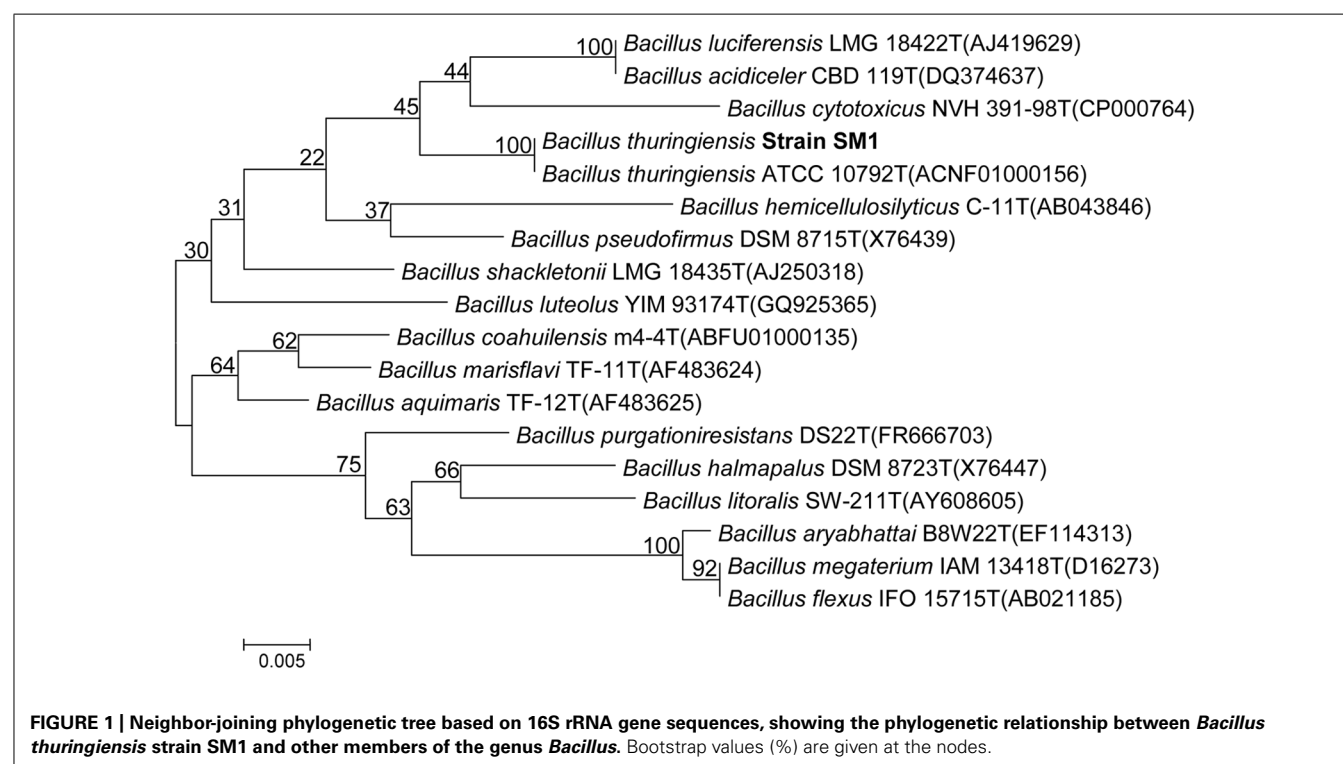 100 Bacillus luciferensis LMG 18422T(AJ419629)
Bacillus acidiceler CBD 119T(DQ374637)
44
Bacillus cytotoxicus NVH 391-98T(CP000764)
45
100 Bacillus thuringiensis Strain SM1
Bacillus thuringiensis ATCC 10792T(ACNF01000156)
22
37 Bacillus hemicellulosilyticus C-11T(AB043846)
Bacillus pseudofirmus DSM 8715T(X76439)
31
Bacillus shackletonii LMG 18435T(AJ250318)
30
Bacillus luteolus YIM 93174T(GQ925365)
62 Bacillus coahuilensis m4-4T(ABFU01000135)
Bacillus marisflavi TF-11T(AF483624)
64
Bacillus aquimaris TF-12T(AF483625)
Bacillus purgationiresistans DS22T(FR666703)
75
66 Bacillus halmapalus DSM 8723T(X76447)
Bacillus litoralis SW-211T(AY608605)
63
Bacillus aryabhattai B8W22T(EF114313)
100
92 Bacillus megaterium IAM 13418T(D16273)
Bacillus flexus IFO 15715T(AB021185)
0.005
FIGURE 1 | Neighbor-joining phylogenetic tree based on 16S rRNA gene sequences, showing the phylogenetic relationship between Bacillus
thuringiensis strain SM1 and other members of the genus Bacillus. Bootstrap values (%) are given at the nodes.